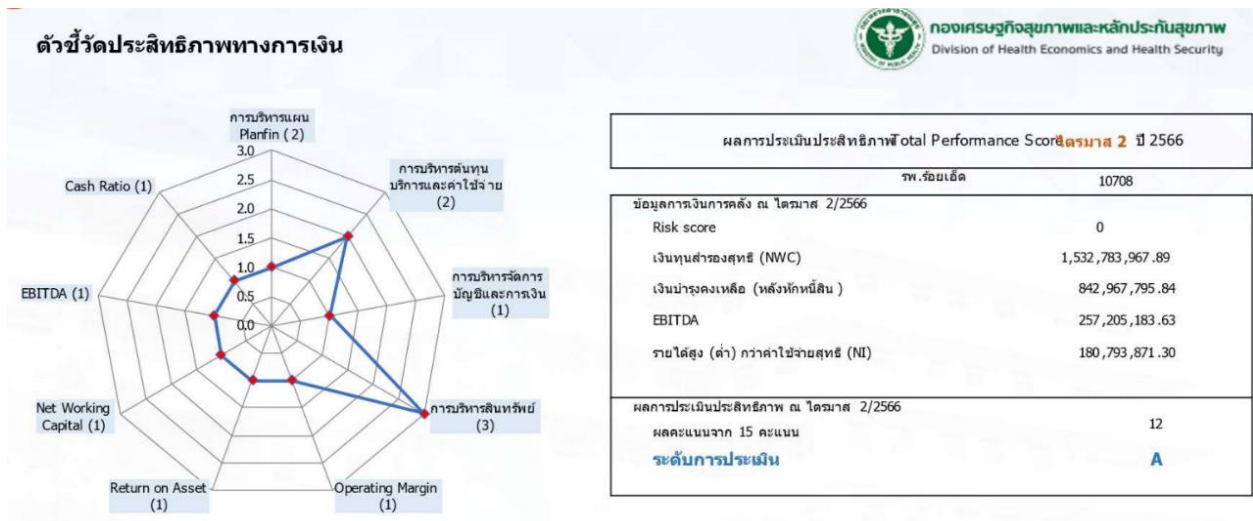 ตัวชี้วัดประสิทธิภาพทางการเงิน
กองเศรษฐกิจสุขภาพและหลักประกันสุขภาพ
Division of Health Economics and Health Security
การบริหารแผน
Planfin (2)
3.0
2.5
2.0
1.5
1.0
0.5
0.0
การบริหารต้นทุน
บริการและค่าใช้จ่าย
(2)
การบริหารจัดการ
บัญชีและการเงิน
(1)
การบริหารสินทรัพย์
(3)
Operating Margin
(1)
Return on Asset
(1)
Net Working
Capital (1)
EBITDA (1)
Cash Ratio (1)
ผลการประเมินประสิทธิภาพTotal Performance Scoreไตรมาส 2 ปี 2566
รพ.ร้อยเอ็ด 10708
ข้อมูลการเงินการคลัง ณ ไตรมาส 2/2566
Risk score 0
เงินทุนสำรองสุทธิ (NWC) 1,532,783,967.89
เงินบำรุงคงเหลือ (หลังหักหนี้สิน) 842,967,795.84
EBITDA 257,205,183.63
รายได้สูง (ต่ำ) กว่าค่าใช้จ่ายสุทธิ (NI) 180,793,871.30
ผลการประเมินประสิทธิภาพ ณ ไตรมาส 2/2566
ผลคะแนนจาก 15 คะแนน 12
ระดับการประเมิน A